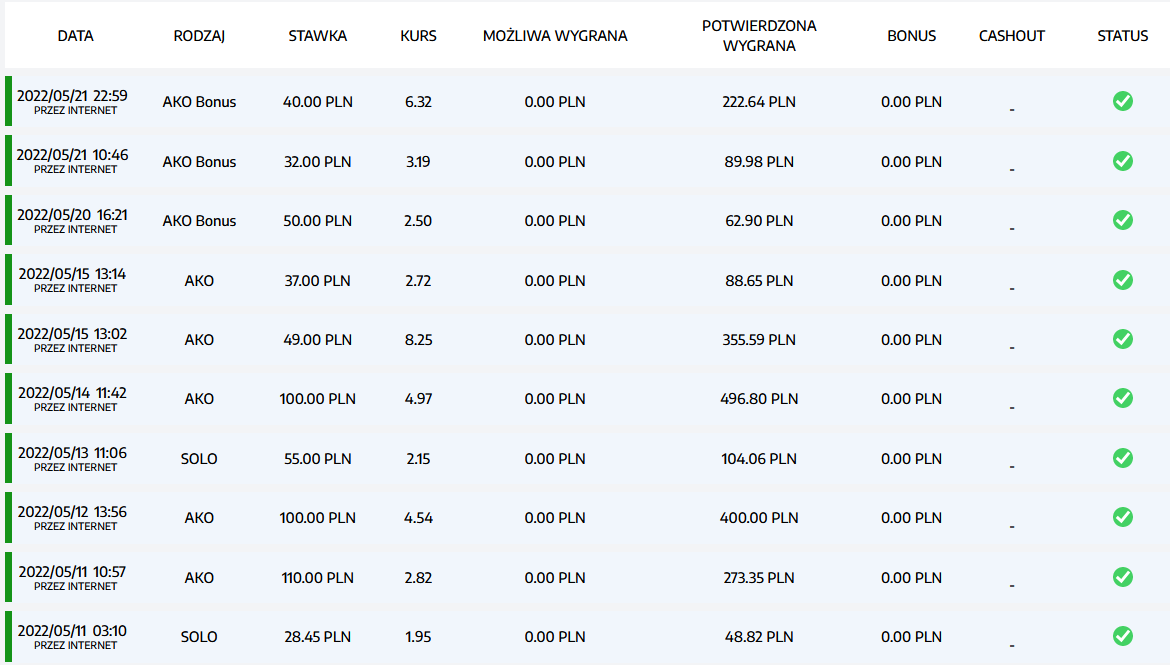 DATA RODZAJ STAWKA KURS MOŻLIWA WYGRANA POTWIERDZONA WYGRANA BONUS CASHOUT STATUS
2022/05/21 22:59 AKO Bonus 40.00 PLN 6.32 0.00 PLN 222.64 PLN 0.00 PLN -
PRZEZ INTERNET
2022/05/21 10:46 AKO Bonus 32.00 PLN 3.19 0.00 PLN 89.98 PLN 0.00 PLN -
PRZEZ INTERNET
2022/05/20 16:21 AKO Bonus 50.00 PLN 2.50 0.00 PLN 62.90 PLN 0.00 PLN -
PRZEZ INTERNET
2022/05/15 13:14 AKO 37.00 PLN 2.72 0.00 PLN 88.65 PLN 0.00 PLN -
PRZEZ INTERNET
2022/05/15 13:02 AKO 49.00 PLN 8.25 0.00 PLN 355.59 PLN 0.00 PLN -
PRZEZ INTERNET
2022/05/14 11:42 AKO 100.00 PLN 4.97 0.00 PLN 496.80 PLN 0.00 PLN -
PRZEZ INTERNET
2022/05/13 11:06 SOLO 55.00 PLN 2.15 0.00 PLN 104.06 PLN 0.00 PLN -
PRZEZ INTERNET
2022/05/12 13:56 AKO 100.00 PLN 4.54 0.00 PLN 400.00 PLN 0.00 PLN -
PRZEZ INTERNET
2022/05/11 10:57 AKO 110.00 PLN 2.82 0.00 PLN 273.35 PLN 0.00 PLN -
PRZEZ INTERNET
2022/05/11 03:10 SOLO 28.45 PLN 1.95 0.00 PLN 48.82 PLN 0.00 PLN -
PRZEZ INTERNET